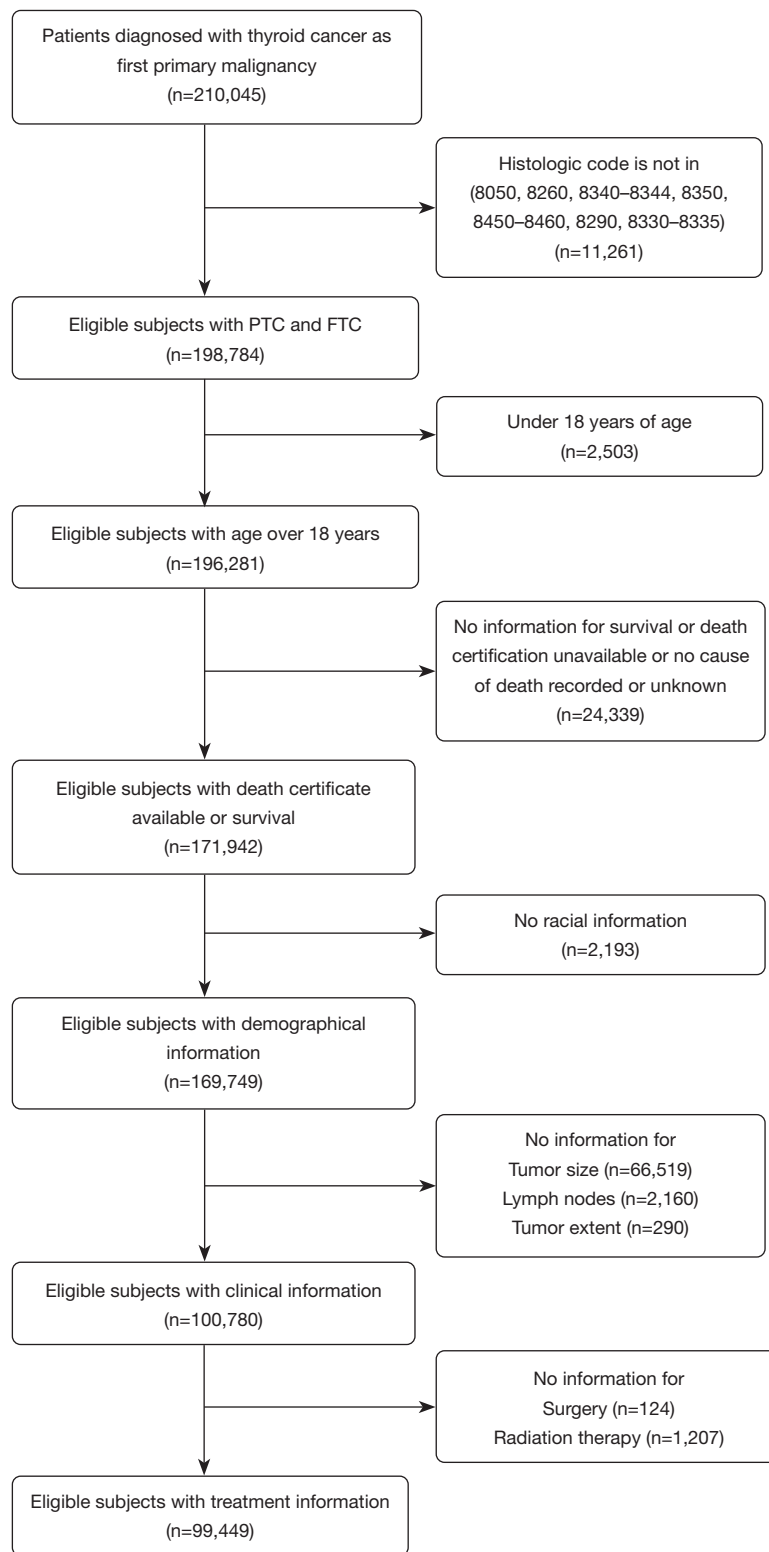 Patients diagnosed with thyroid cancer as
first primary malignancy
(n=210,045)
Histologic code is not in
(8050, 8260, 8340–8344, 8350,
8450–8460, 8290, 8330–8335)
(n=11,261)
Eligible subjects with PTC and FTC
(n=198,784)
Under 18 years of age
(n=2,503)
Eligible subjects with age over 18 years
(n=196,281)
No information for survival or death
certification unavailable or no cause
of death recorded or unknown
(n=24,339)
Eligible subjects with death certificate
available or survival
(n=171,942)
No racial information
(n=2,193)
Eligible subjects with demographical
information
(n=169,749)
No information for
Tumor size (n=66,519)
Lymph nodes (n=2,160)
Tumor extent (n=290)
Eligible subjects with clinical information
(n=100,780)
No information for
Surgery (n=124)
Radiation therapy (n=1,207)
Eligible subjects with treatment information
(n=99,449)